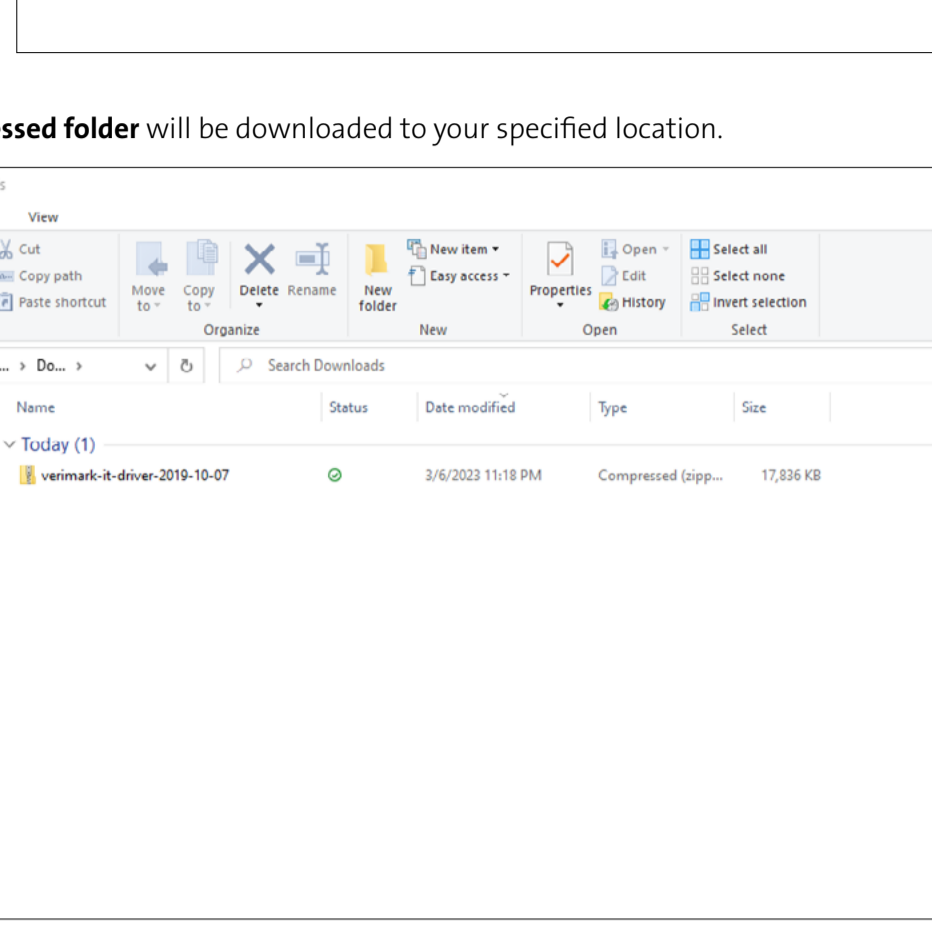 ssed folder will be downloaded to your specified location.
s
View
Cut
Copy path
Paste shortcut
Move to
Copy to
Delete
Rename
Organize
New folder
New item
Easy access
New
Properties
Open
Edit
History
Open
Select all
Select none
Invert selection
Select
... > Do... >
Search Downloads
Name Status Date modified Type Size
Today (1)
verimark-it-driver-2019-10-07 3/6/2023 11:18 PM Compressed (zipp... 17,836 KB